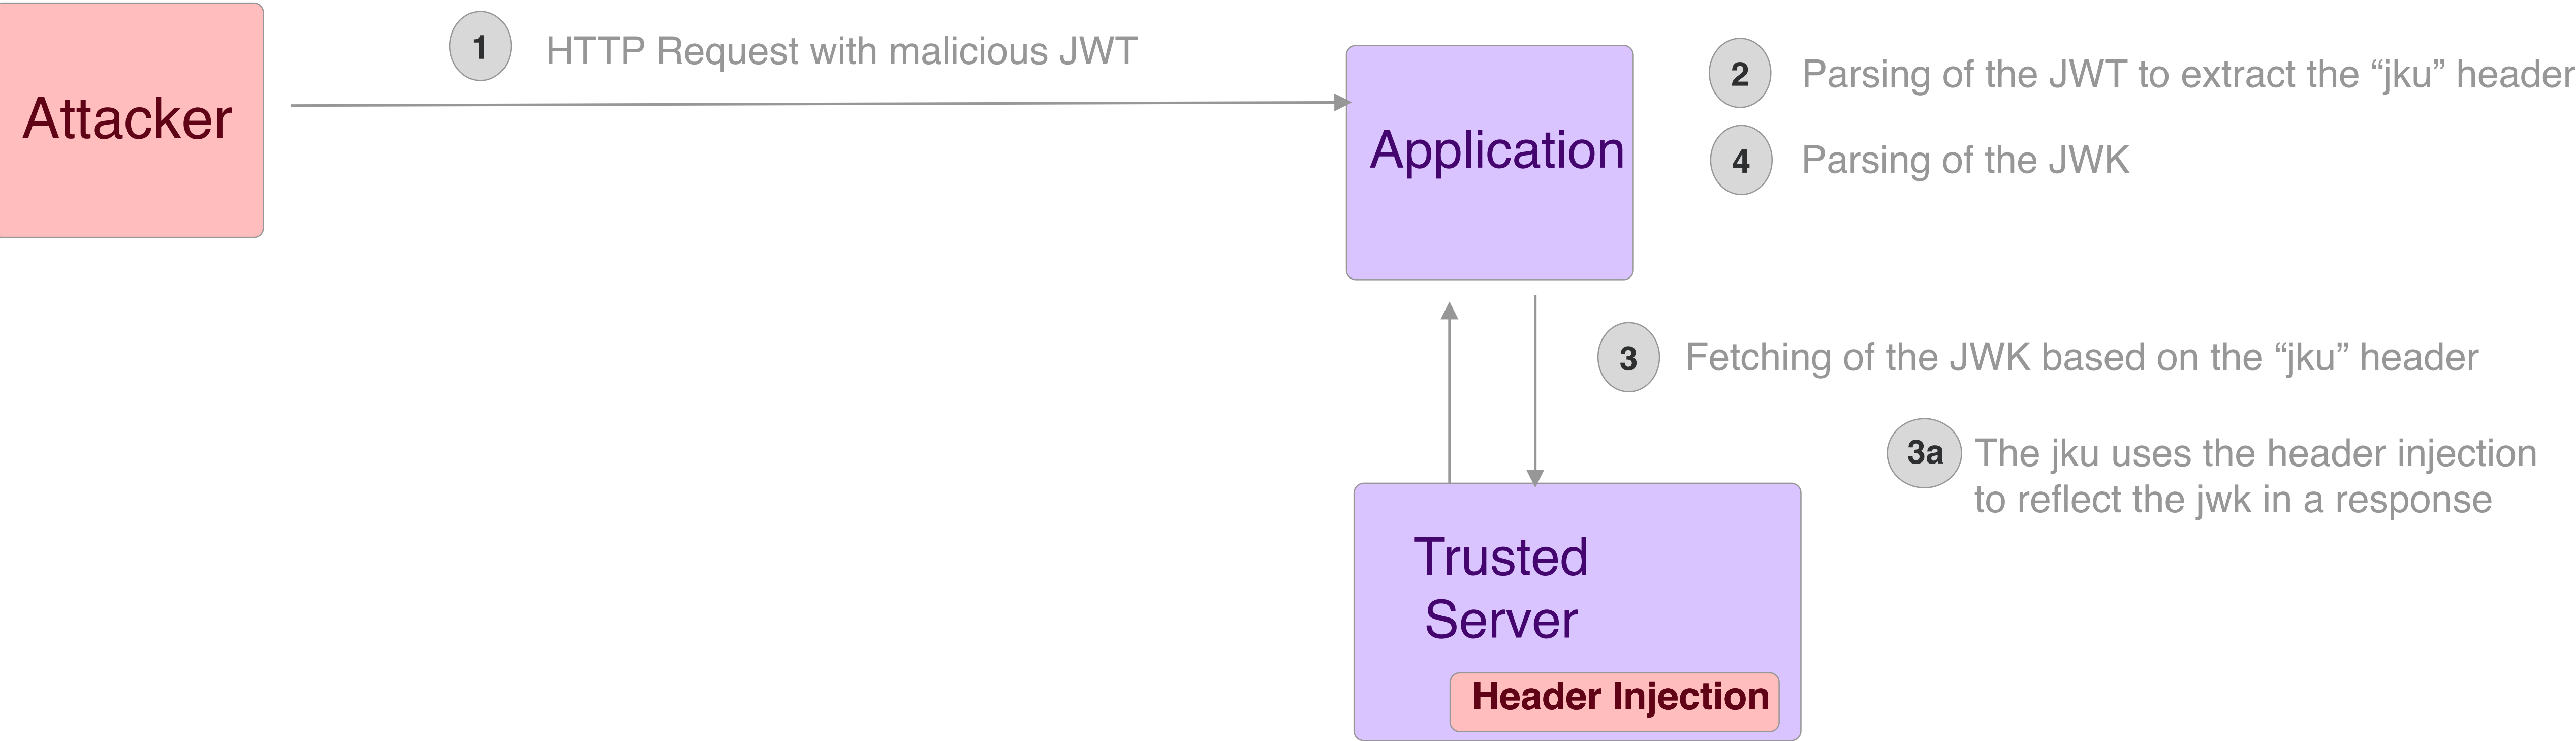 Attacker
1 HTTP Request with malicious JWT
Application
2 Parsing of the JWT to extract the “jku” header
4 Parsing of the JWK
3 Fetching of the JWK based on the “jku” header
3a The jku uses the header injection
to reflect the jwk in a response
Trusted
Server
Header Injection